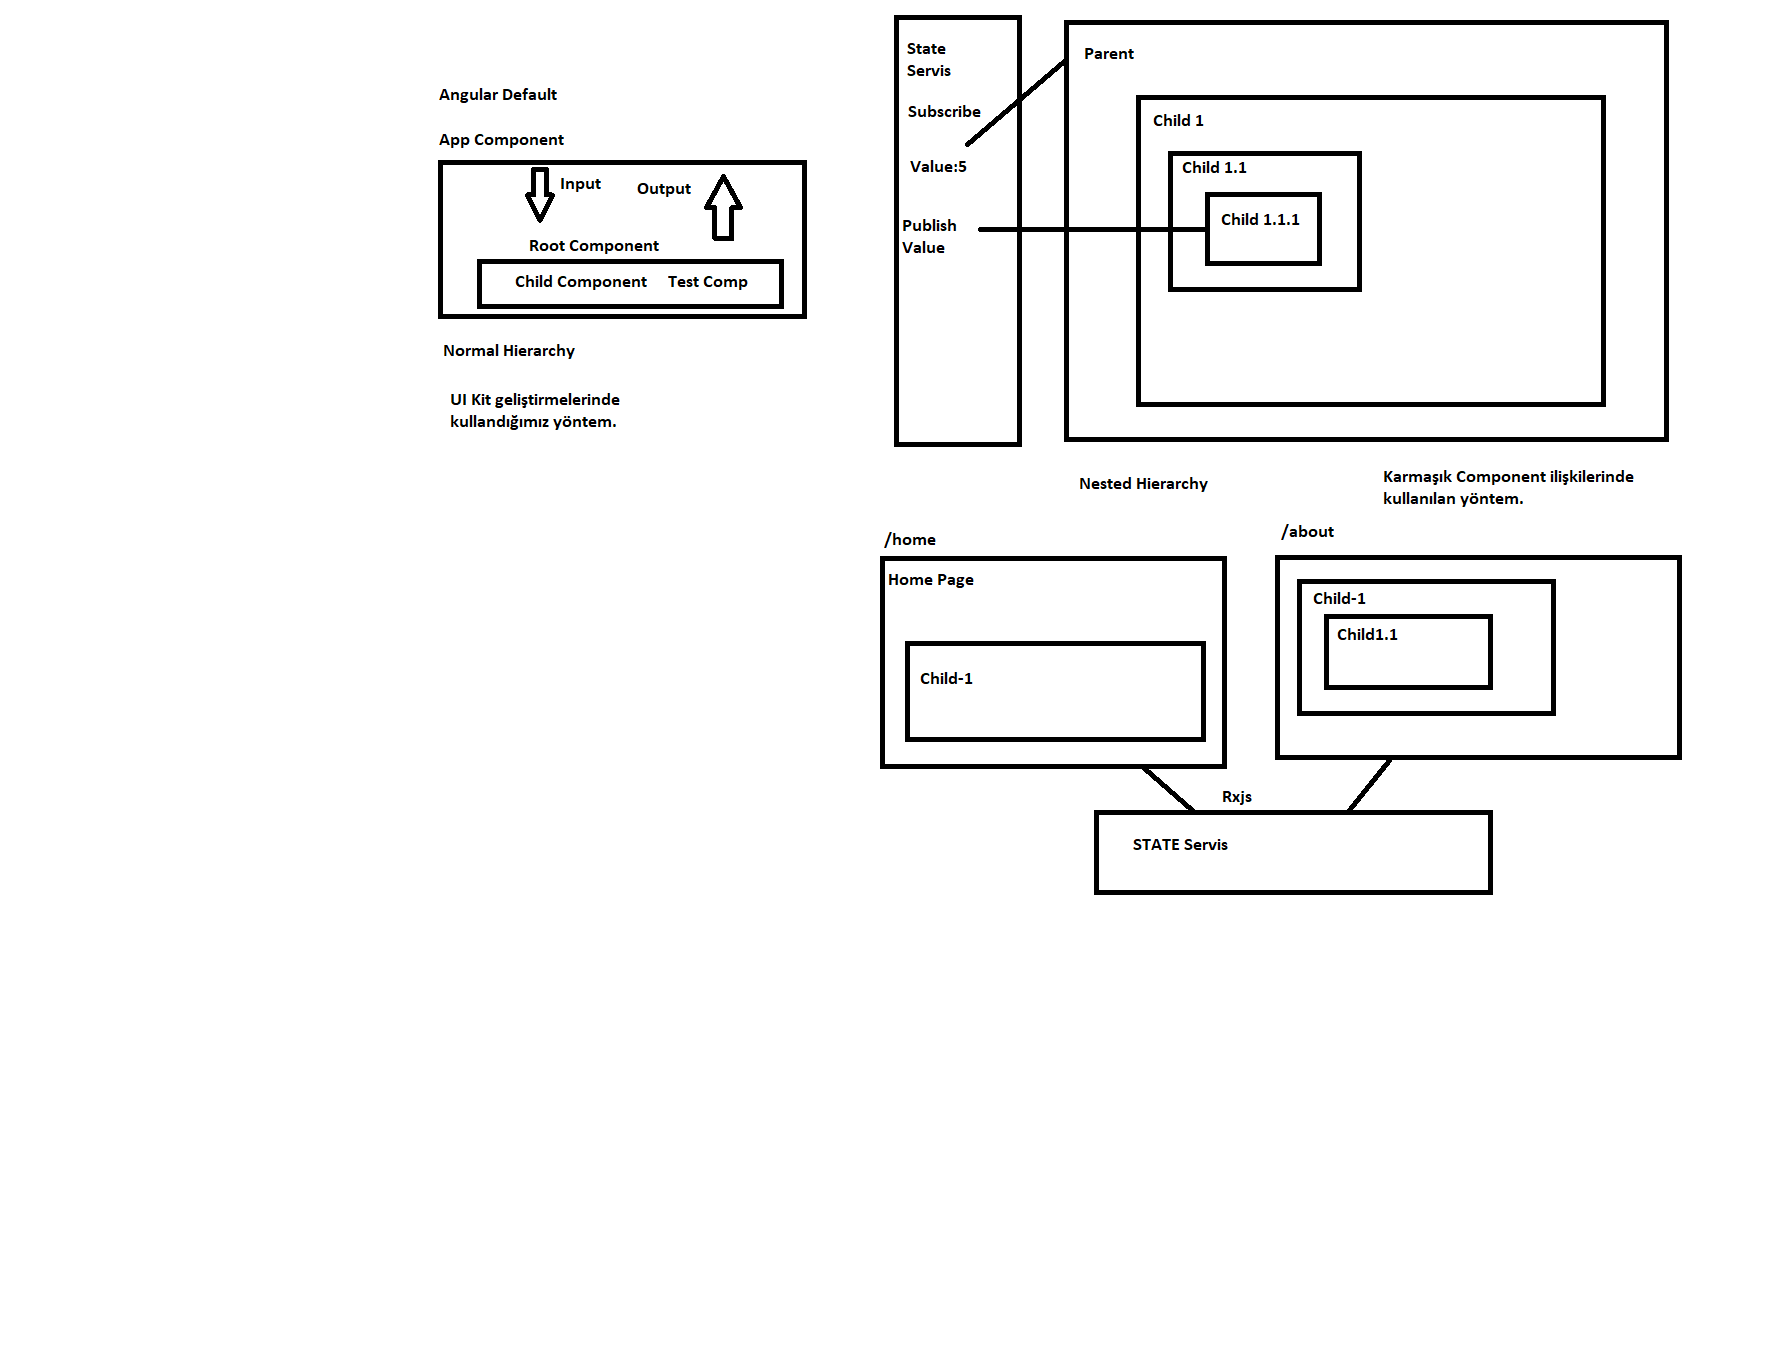 Angular Default
App Component
Input
Output
Root Component
Child Component
Test Comp
Normal Hierarchy
UI Kit geliştirmelerinde
kullandığımız yöntem.
State
Servis
Subscribe
Value:5
Publish
Value
Parent
Child 1
Child 1.1
Child 1.1.1
Nested Hierarchy
Karmaşık Component ilişkilerinde
kullanılan yöntem.
/home
Home Page
Child-1
/about
Child-1
Child1.1
Rxjs
STATE Servis